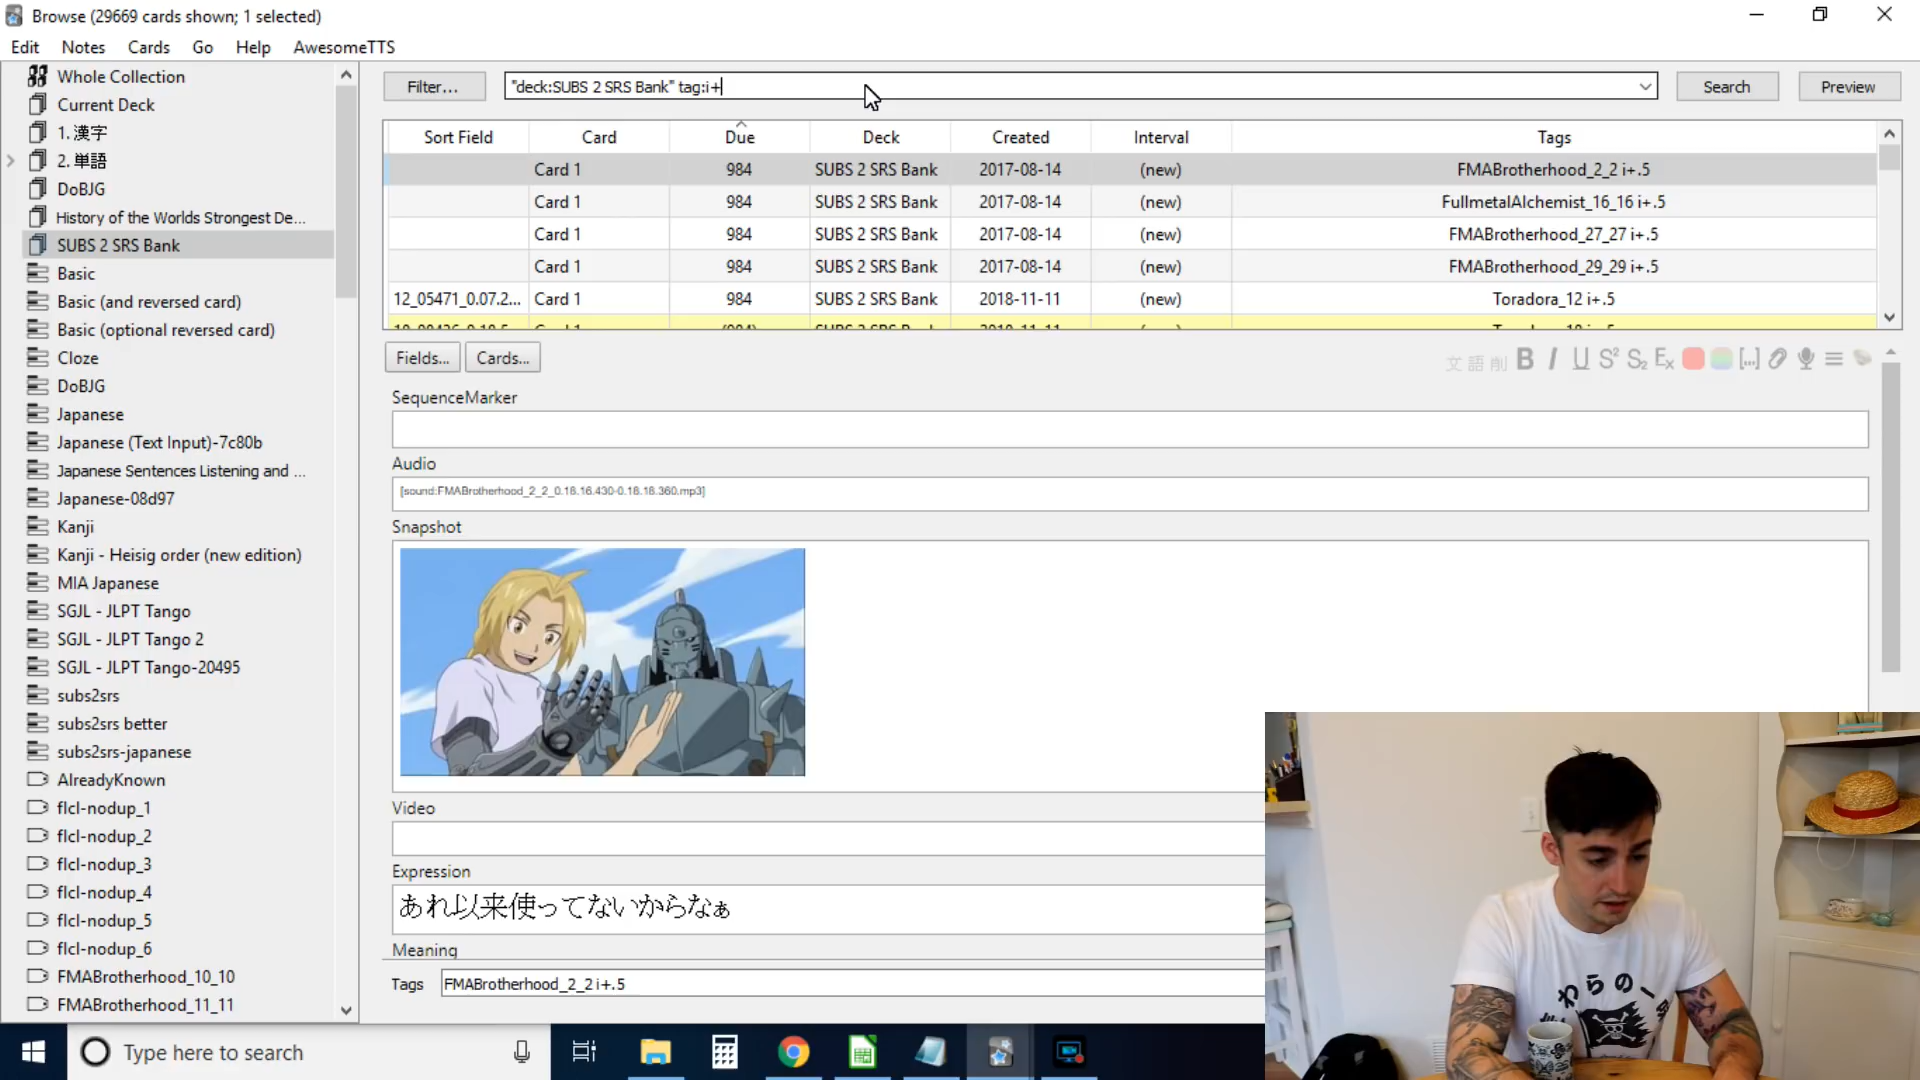 Browse (29669 cards shown; 1 selected)
Edit Notes Cards Go Help AwesomeTTS
Whole Collection
Current Deck
1. 漢字
2. 単語
DoBJG
History of the Worlds Strongest De...
SUBS 2 SRS Bank
Basic
Basic (and reversed card)
Basic (optional reversed card)
Cloze
DoBJG
Japanese
Japanese (Text Input)-7c80b
Japanese Sentences Listening and ...
Japanese-08d97
Kanji
Kanji - Heisig order (new edition)
MIA Japanese
SGJL - JLPT Tango
SGJL - JLPT Tango 2
SGJL - JLPT Tango-20495
subs2srs
subs2srs better
subs2srs-japanese
AlreadyKnown
flcl-nodup_1
flcl-nodup_2
flcl-nodup_3
flcl-nodup_4
flcl-nodup_5
flcl-nodup_6
FMABrotherhood_10_10
FMABrotherhood_11_11
Filter... "deck:SUBS 2 SRS Bank" tag:i+ Search Preview
Sort Field Card Due Deck Created Interval Tags
Card 1 984 SUBS 2 SRS Bank 2017-08-14 (new) FMABrotherhood_2_2 i+.5
Card 1 984 SUBS 2 SRS Bank 2017-08-14 (new) FullmetalAlchemist_16_16 i+.5
Card 1 984 SUBS 2 SRS Bank 2017-08-14 (new) FMABrotherhood_27_27 i+.5
Card 1 984 SUBS 2 SRS Bank 2017-08-14 (new) FMABrotherhood_29_29 i+.5
12_05471_0.07.2... Card 1 984 SUBS 2 SRS Bank 2018-11-11 (new) Toradora_12 i+.5
Fields... Cards... 文 語 削 B I U S² S₂ Ex [...]
SequenceMarker
Audio
[sound:FMABrotherhood_2_2_0.18.16.430-0.18.18.360.mp3]
Snapshot
Video
Expression
あれ以来使ってないからなぁ
Meaning
Tags FMABrotherhood_2_2 i+.5
わらの一
Type here to search